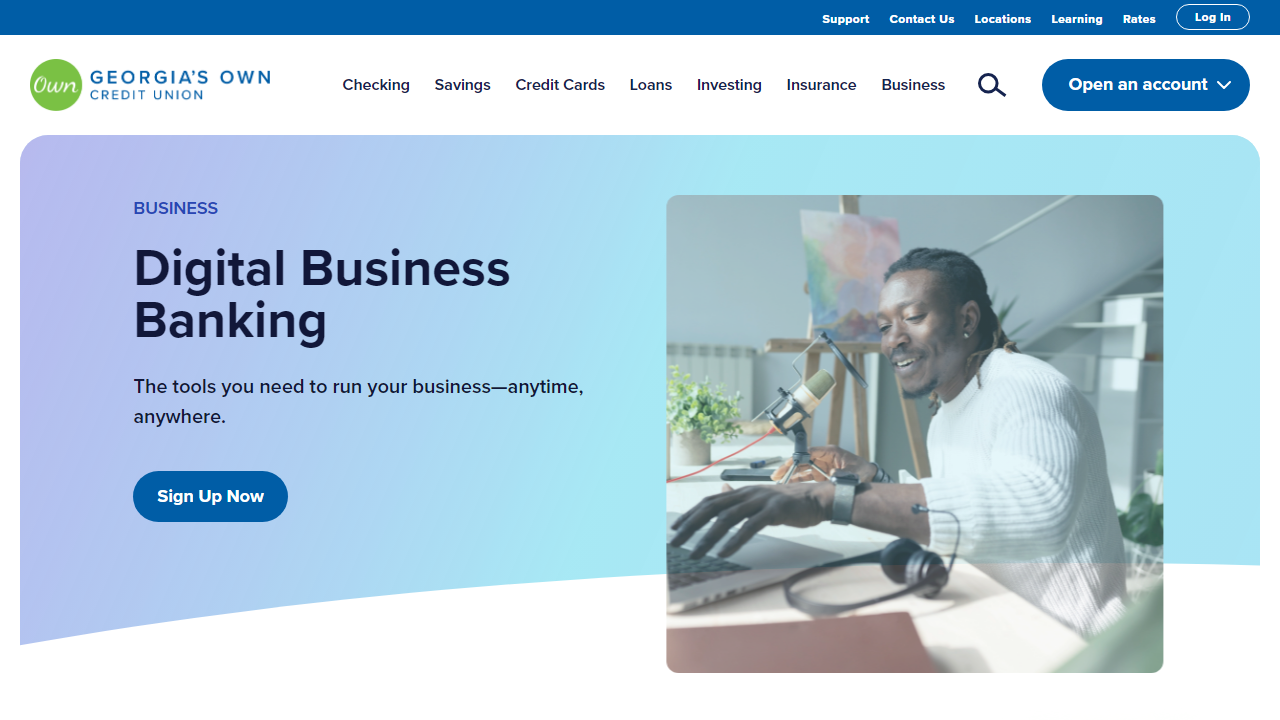 Support Contact Us Locations Learning Rates Log In
Own GEORGIA'S OWN
CREDIT UNION
Checking Savings Credit Cards Loans Investing Insurance Business Open an account
BUSINESS
Digital Business
Banking
The tools you need to run your business—anytime,
anywhere.
Sign Up Now